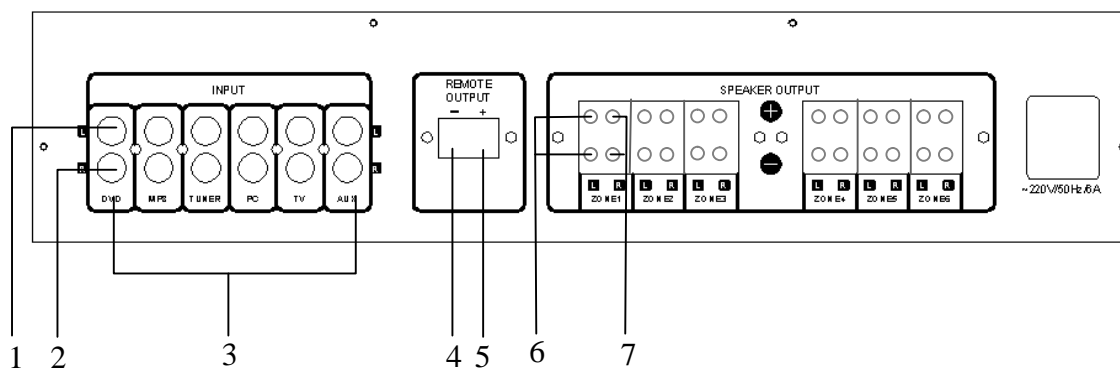 INPUT
REMOTE
OUTPUT
− +
SPEAKER OUTPUT
+
−
L L
R R
DVD MP3 TUNER PC TV AUX
L R L R L R L R L R L R
ZONE1 ZONE2 ZONE3 ZONE4 ZONE5 ZONE6
~220V/50Hz/6A
1 2 3 4 5 6 7